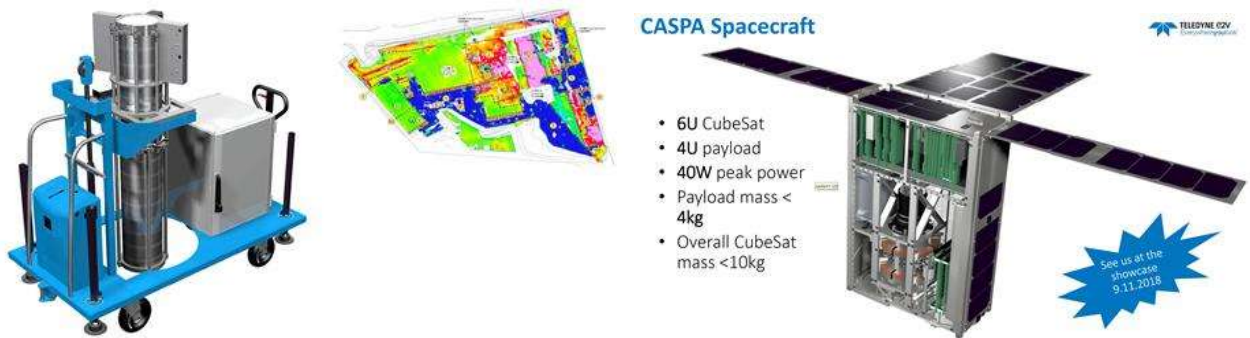 CASPA Spacecraft
TELEDYNE e2v
Everywhereyoulook
• 6U CubeSat
• 4U payload
• 40W peak power
• Payload mass <
4kg
• Overall CubeSat
mass <10kg
See us at the
showcase
9.11.2018